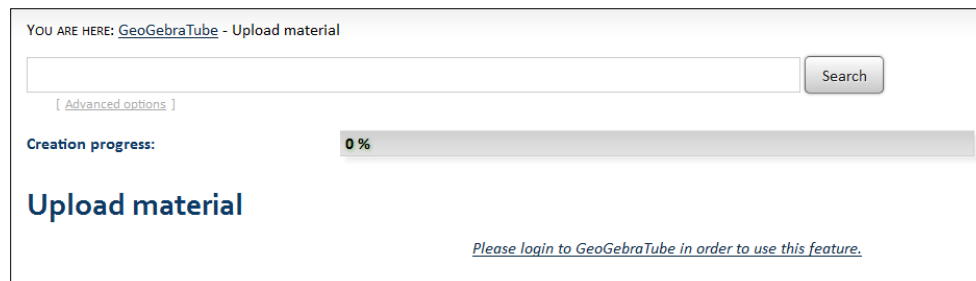 YOU ARE HERE: GeoGebraTube - Upload material
Search
[ Advanced options ]
Creation progress: 0 %
Upload material
Please login to GeoGebraTube in order to use this feature.